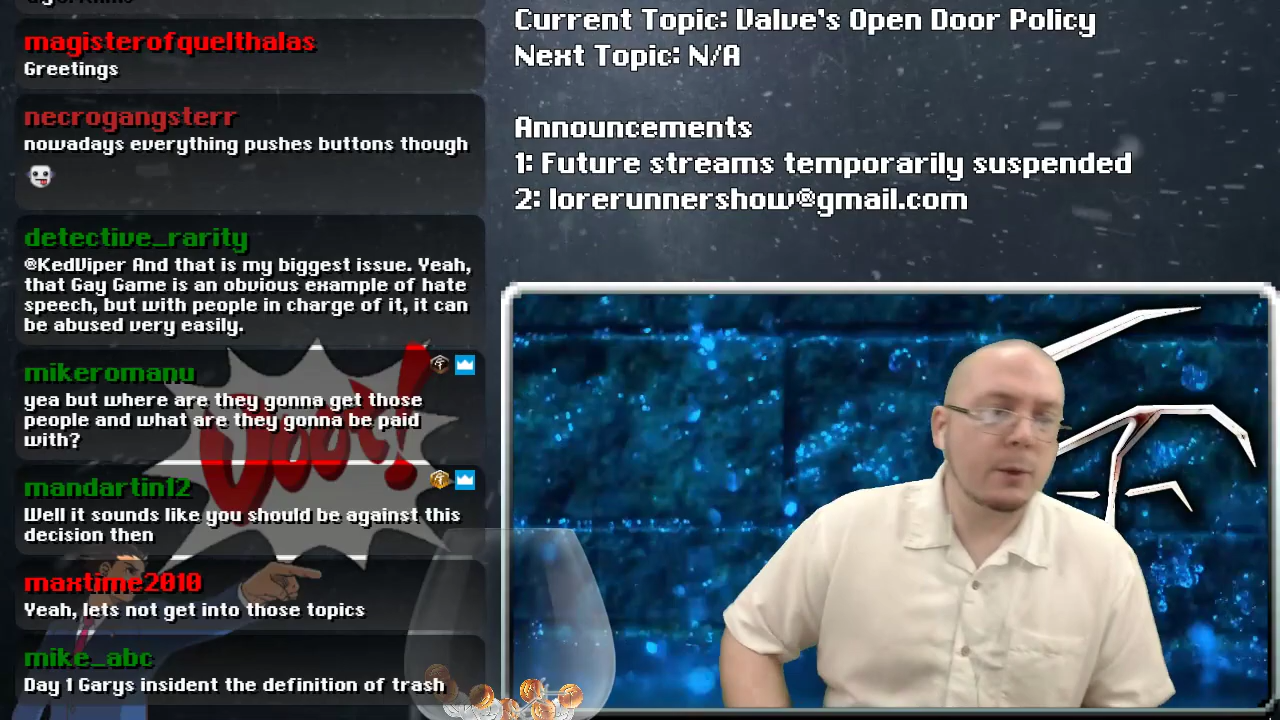 magisterofquelthalas
Greetings
necrogangsterr
nowadays everything pushes buttons though
detective_rarity
@KedViper And that is my biggest issue. Yeah,
that Gay Game is an obvious example of hate
speech, but with people in charge of it, it can
be abused very easily.
mikeromanu
yea but where are they gonna get those
people and what are they gonna be paid
with?
mandartin12
Well it sounds like you should be against this
decision then
maxtime2010
Yeah, lets not get into those topics
mike_abc
Day 1 Garys insident the definition of trash
Current Topic: Valve's Open Door Policy
Next Topic: N/A
Announcements
1: Future streams temporarily suspended
2: lorerunnershow@gmail.com